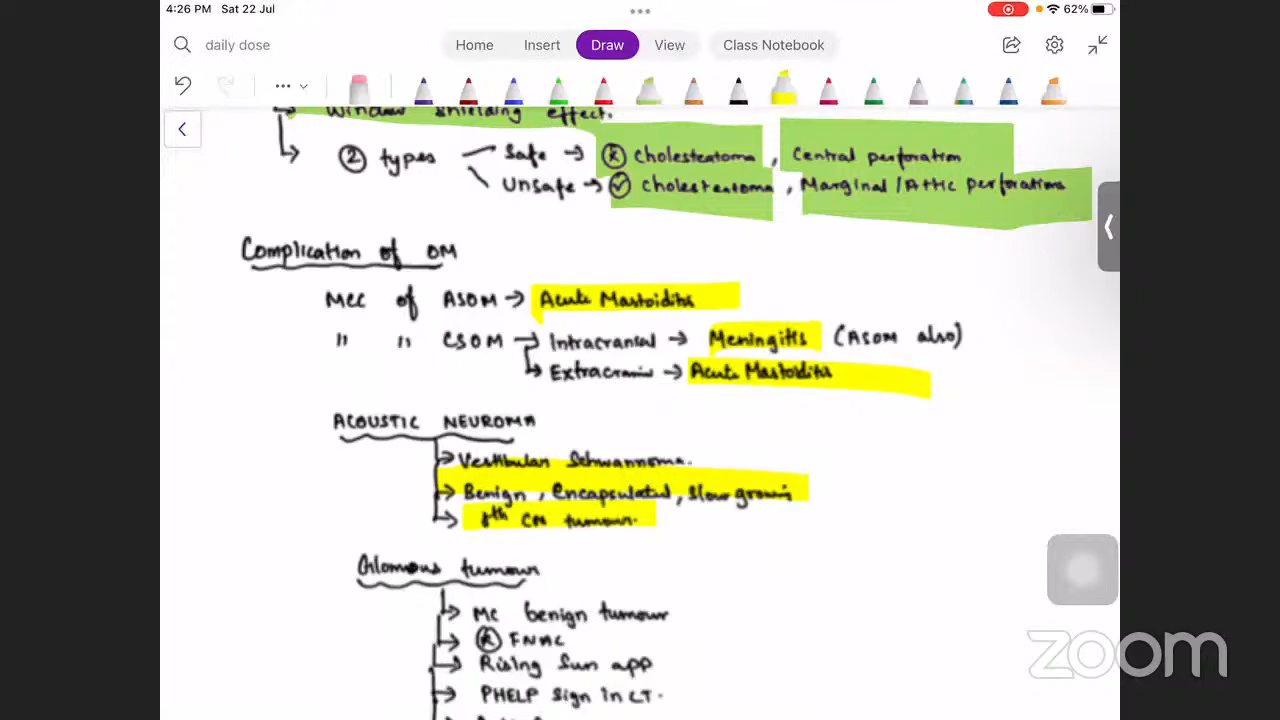 4:26 PM Sat 22 Jul
62%
daily dose
Home Insert Draw View Class Notebook
Window shielding effect.
2 types Safe → x Cholesteatoma, Central perforation
Unsafe → ✓ Cholesteatoma, Marginal / Attic perforations
Complication of OM
MCC of ASOM → Acute Mastoiditis
" " CSOM → Intracranial → Meningitis (ASOM also)
→ Extracranial → Acute Mastoiditis
ACOUSTIC NEUROMA
→ Vestibular Schwannoma.
→ Benign, Encapsulated, Slow growing
→ 8th CN tumour.
Glomous tumour
→ MC benign tumour
→ x FNAC
→ Rising Sun app
→ PHELP sign in CT.
zoom